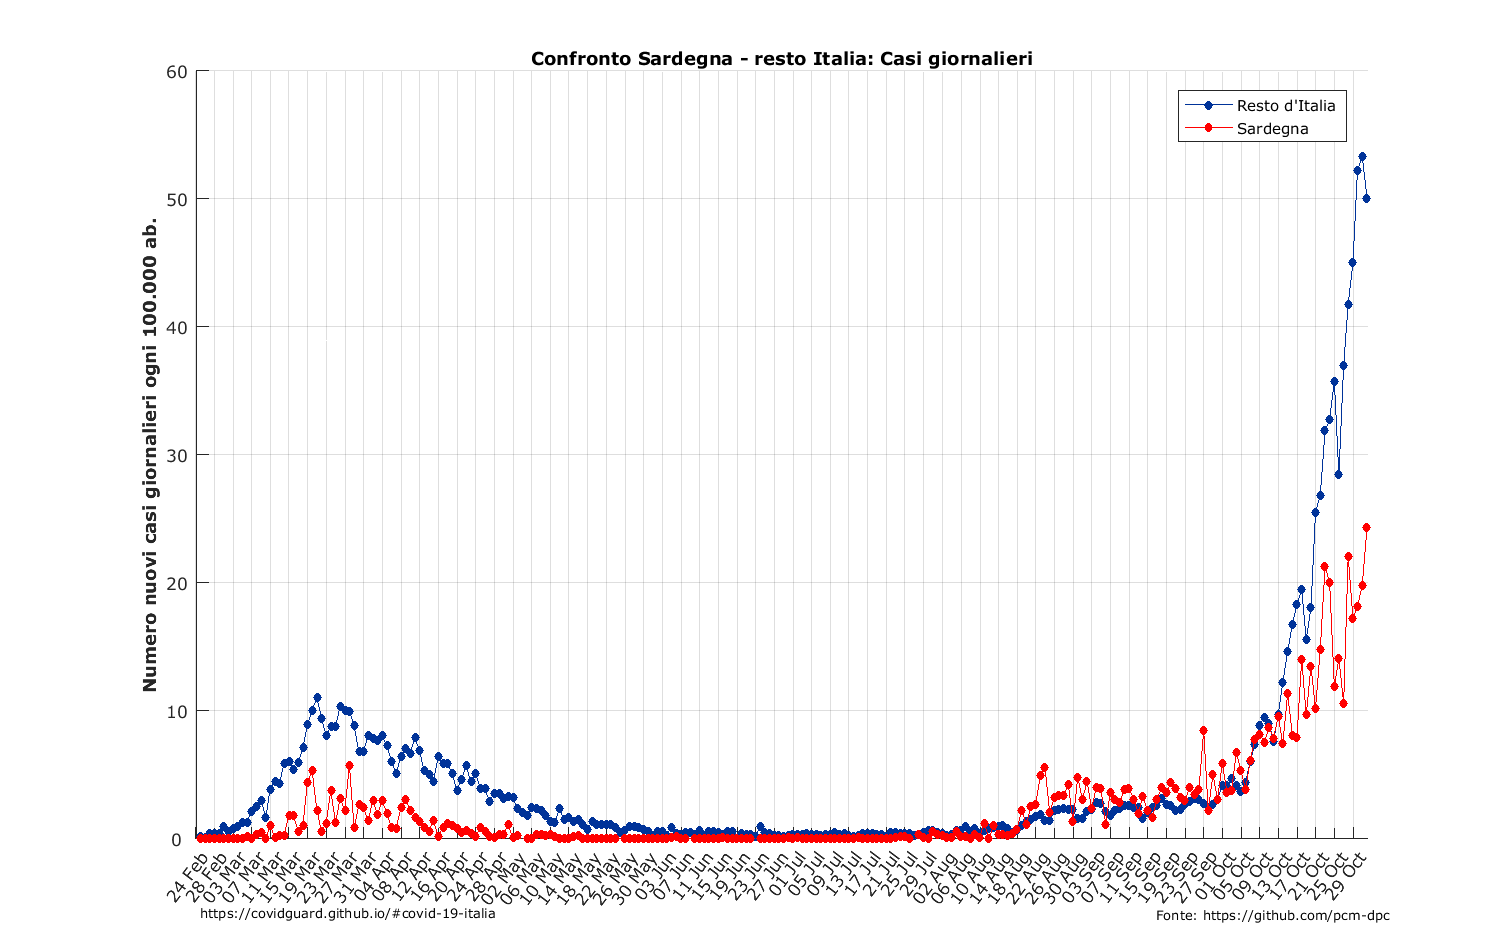 Confronto Sardegna - resto Italia: Casi giornalieri
Resto d'Italia
Sardegna
Numero nuovi casi giornalieri ogni 100.000 ab.
60
50
40
30
20
10
0
24 Feb
28 Feb
03 Mar
07 Mar
11 Mar
15 Mar
19 Mar
23 Mar
27 Mar
31 Mar
04 Apr
08 Apr
12 Apr
16 Apr
20 Apr
24 Apr
28 Apr
02 May
06 May
10 May
14 May
18 May
22 May
26 May
30 May
03 Jun
07 Jun
11 Jun
15 Jun
19 Jun
23 Jun
27 Jun
01 Jul
05 Jul
09 Jul
13 Jul
17 Jul
21 Jul
25 Jul
29 Jul
02 Aug
06 Aug
10 Aug
14 Aug
18 Aug
22 Aug
26 Aug
30 Aug
03 Sep
07 Sep
11 Sep
15 Sep
19 Sep
23 Sep
27 Sep
01 Oct
05 Oct
09 Oct
13 Oct
17 Oct
21 Oct
25 Oct
29 Oct
https://covidguard.github.io/#covid-19-italia
Fonte: https://github.com/pcm-dpc